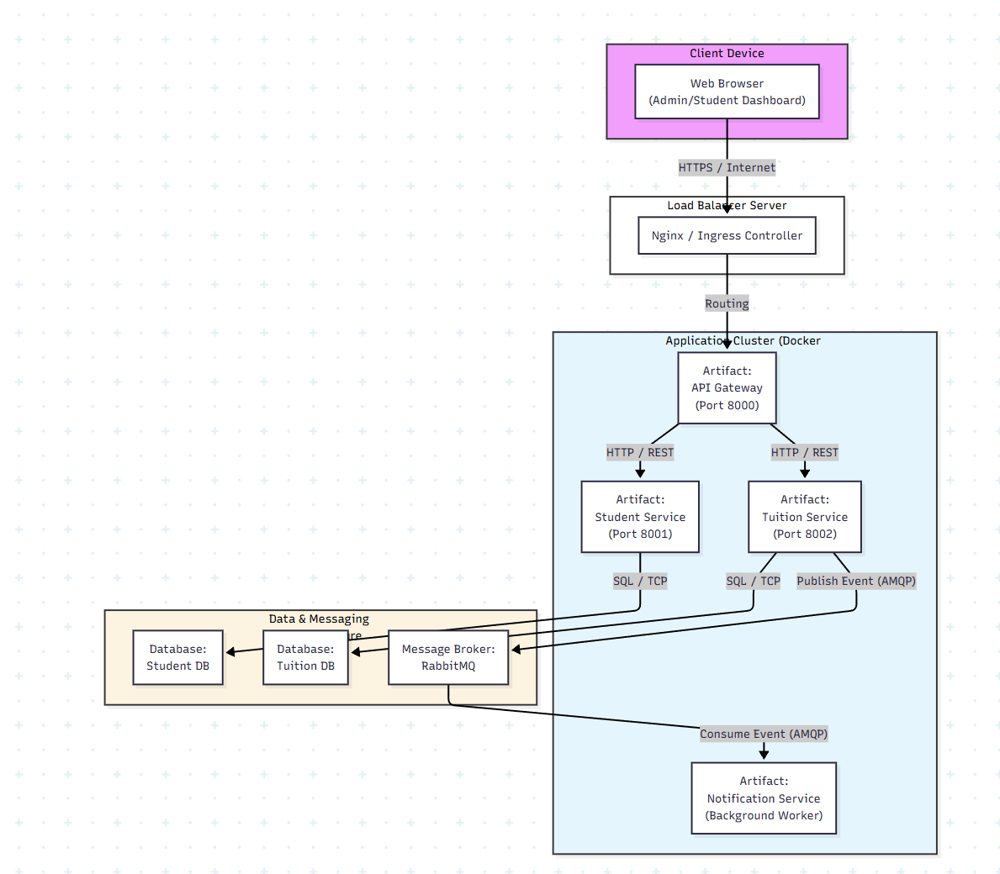 Client Device
Web Browser
(Admin/Student Dashboard)
HTTPS / Internet
Load Balancer Server
Nginx / Ingress Controller
Routing
Application Cluster (Docker
Artifact:
API Gateway
(Port 8000)
HTTP / REST
HTTP / REST
Artifact:
Student Service
(Port 8001)
Artifact:
Tuition Service
(Port 8002)
SQL / TCP
SQL / TCP
Publish Event (AMQP)
Data & Messaging
Database:
Student DB
Database:
Tuition DB
Message Broker:
RabbitMQ
Consume Event (AMQP)
Artifact:
Notification Service
(Background Worker)